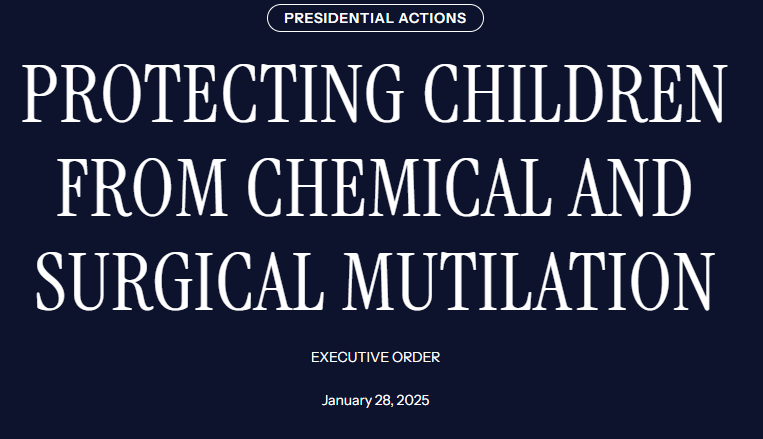 PRESIDENTIAL ACTIONS
PROTECTING CHILDREN
FROM CHEMICAL AND
SURGICAL MUTILATION
EXECUTIVE ORDER
January 28, 2025